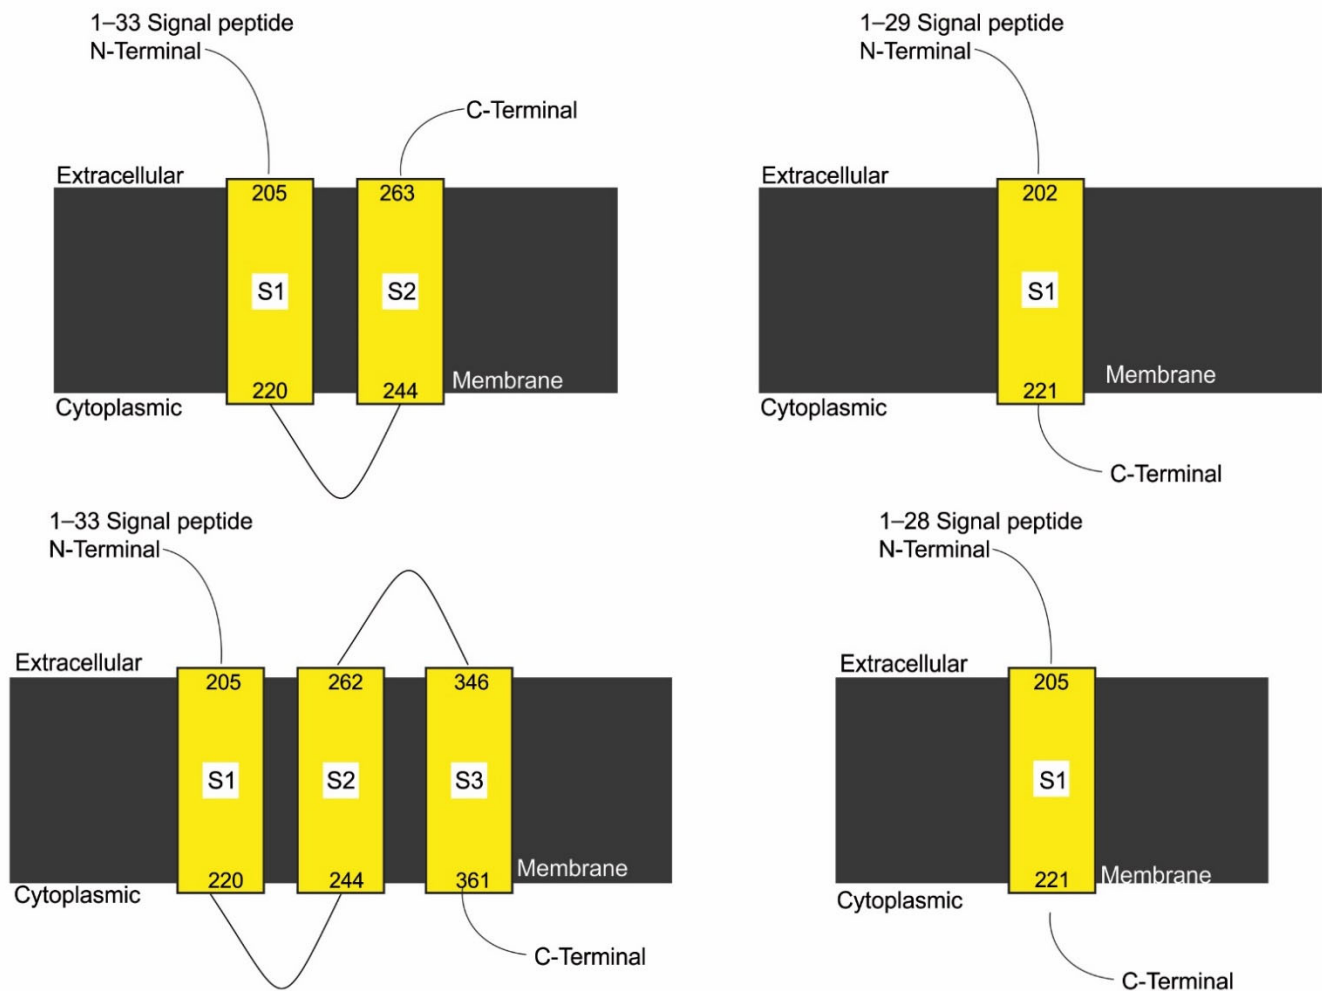 1–33 Signal peptide
N-Terminal
C-Terminal
Extracellular
205
263
S1
S2
220
244
Membrane
Cytoplasmic
1–29 Signal peptide
N-Terminal
Extracellular
202
S1
Membrane
221
Cytoplasmic
C-Terminal
1–33 Signal peptide
N-Terminal
Extracellular
205
262
346
S1
S2
S3
220
244
361
Membrane
Cytoplasmic
C-Terminal
1–28 Signal peptide
N-Terminal
Extracellular
205
S1
221
Membrane
Cytoplasmic
C-Terminal